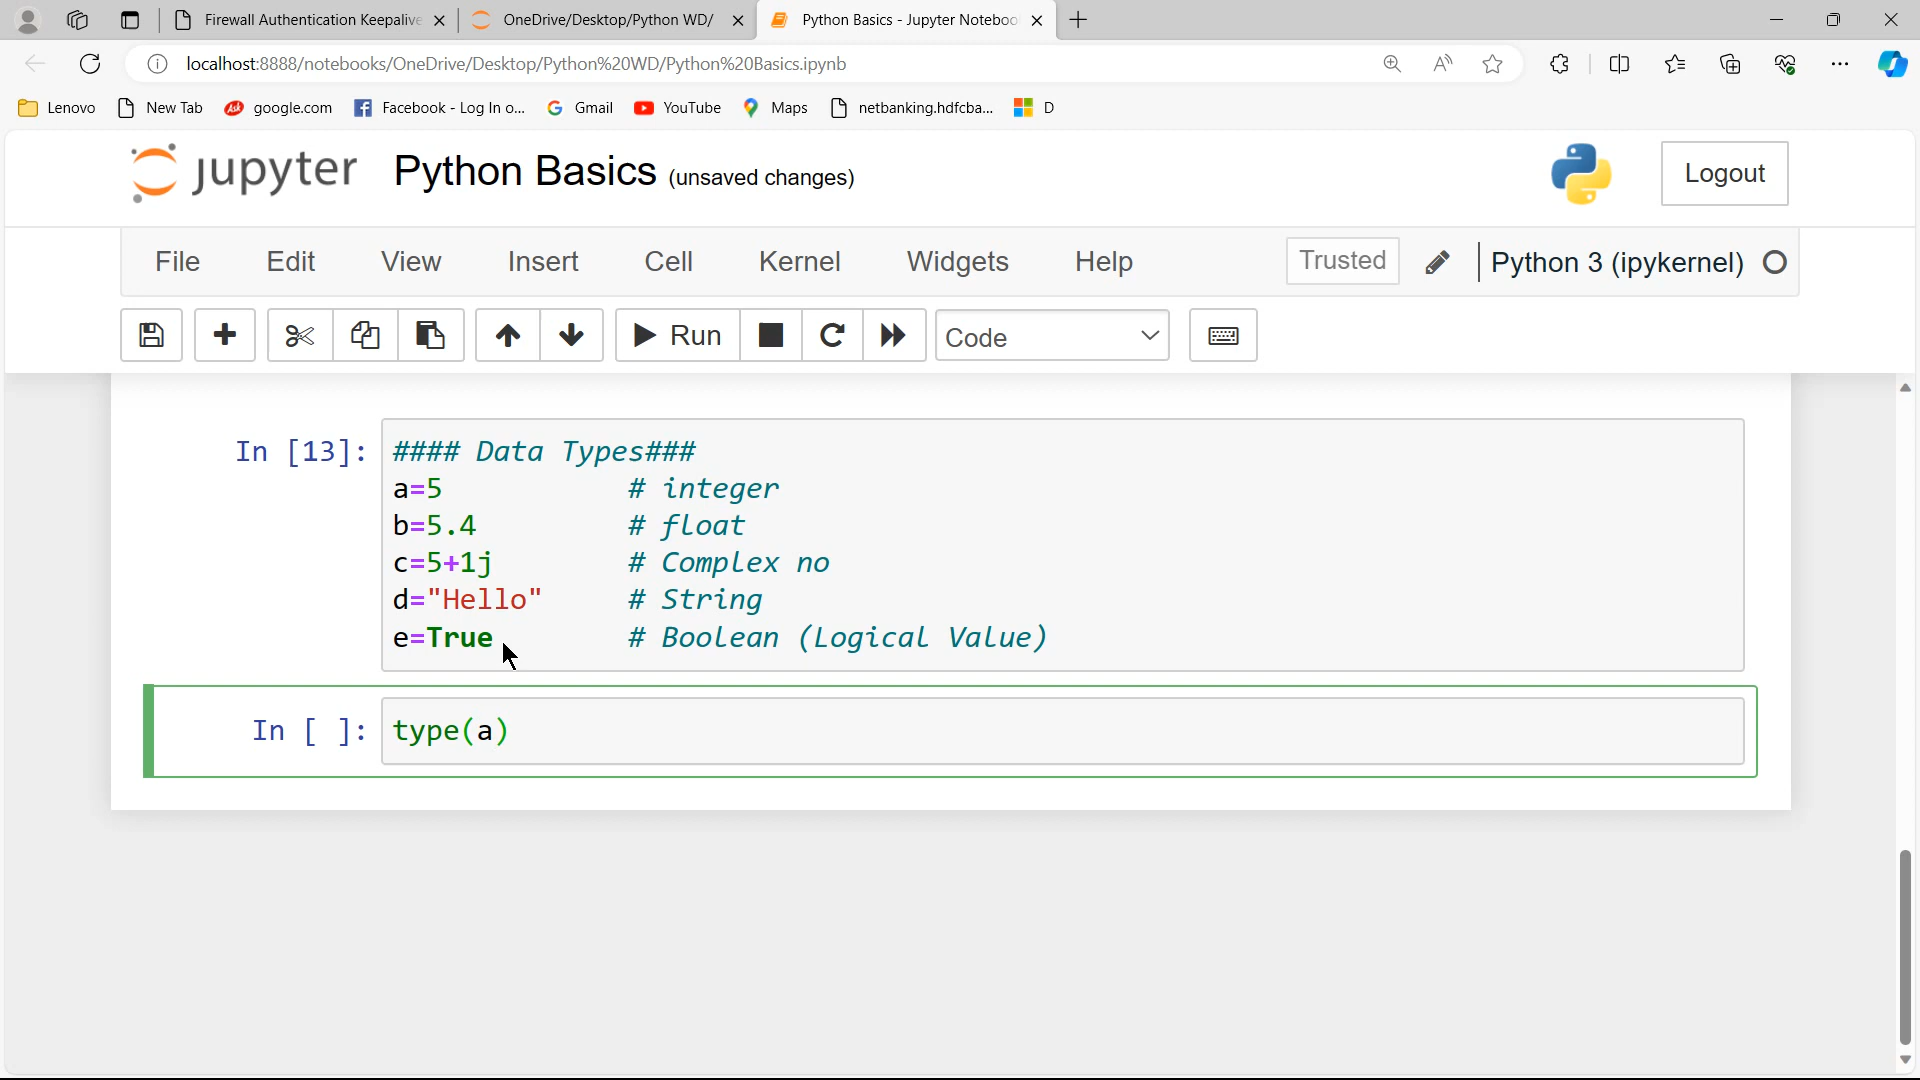 Firewall Authentication Keepalive
OneDrive/Desktop/Python WD/
Python Basics - Jupyter Noteboo
localhost:8888/notebooks/OneDrive/Desktop/Python%20WD/Python%20Basics.ipynb
Lenovo
New Tab
google.com
Facebook - Log In o...
Gmail
YouTube
Maps
netbanking.hdfcba...
D
jupyter Python Basics (unsaved changes)
Logout
File Edit View Insert Cell Kernel Widgets Help
Trusted
Python 3 (ipykernel)
Run
Code
In [13]: #### Data Types###
a=5 # integer
b=5.4 # float
c=5+1j # Complex no
d="Hello" # String
e=True # Boolean (Logical Value)
In [ ]: type(a)